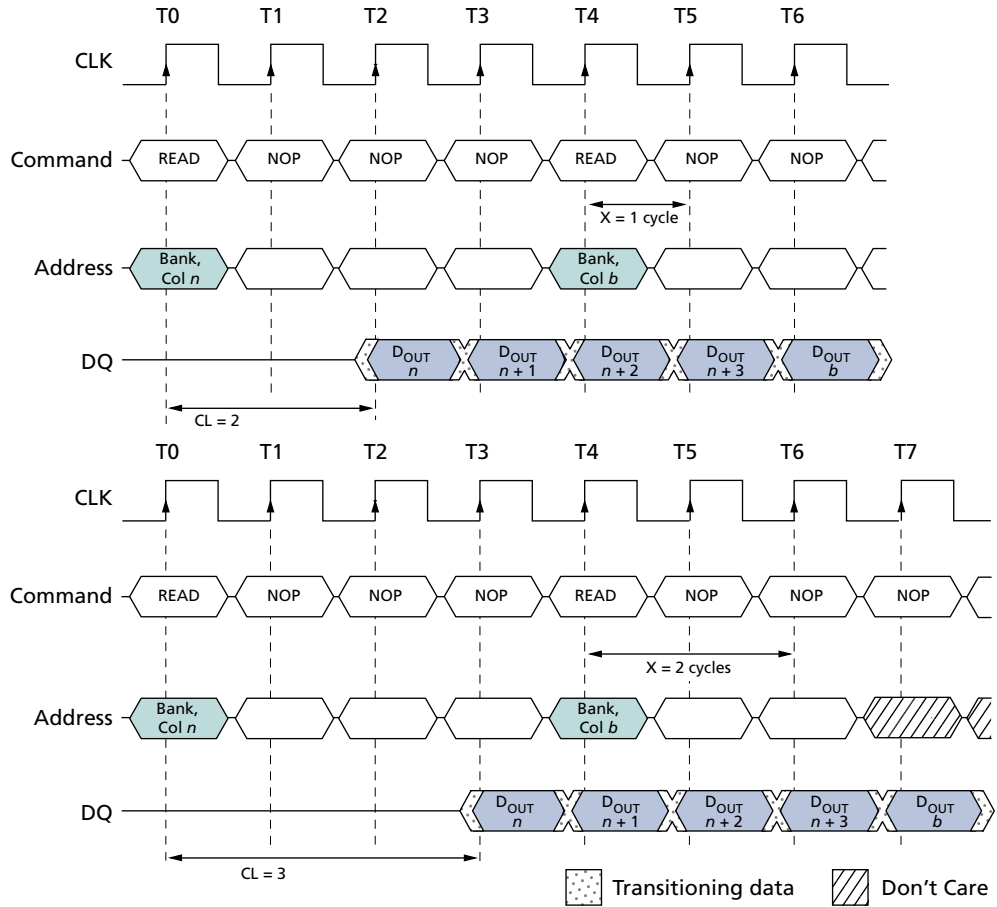 T0 T1 T2 T3 T4 T5 T6
CLK
Command READ NOP NOP NOP READ NOP NOP
X = 1 cycle
Address Bank, Col n Bank, Col b
DQ DOUT n DOUT n + 1 DOUT n + 2 DOUT n + 3 DOUT b
CL = 2
T0 T1 T2 T3 T4 T5 T6 T7
CLK
Command READ NOP NOP NOP READ NOP NOP NOP
X = 2 cycles
Address Bank, Col n Bank, Col b
DQ DOUT n DOUT n + 1 DOUT n + 2 DOUT n + 3 DOUT b
CL = 3
Transitioning data Don't Care